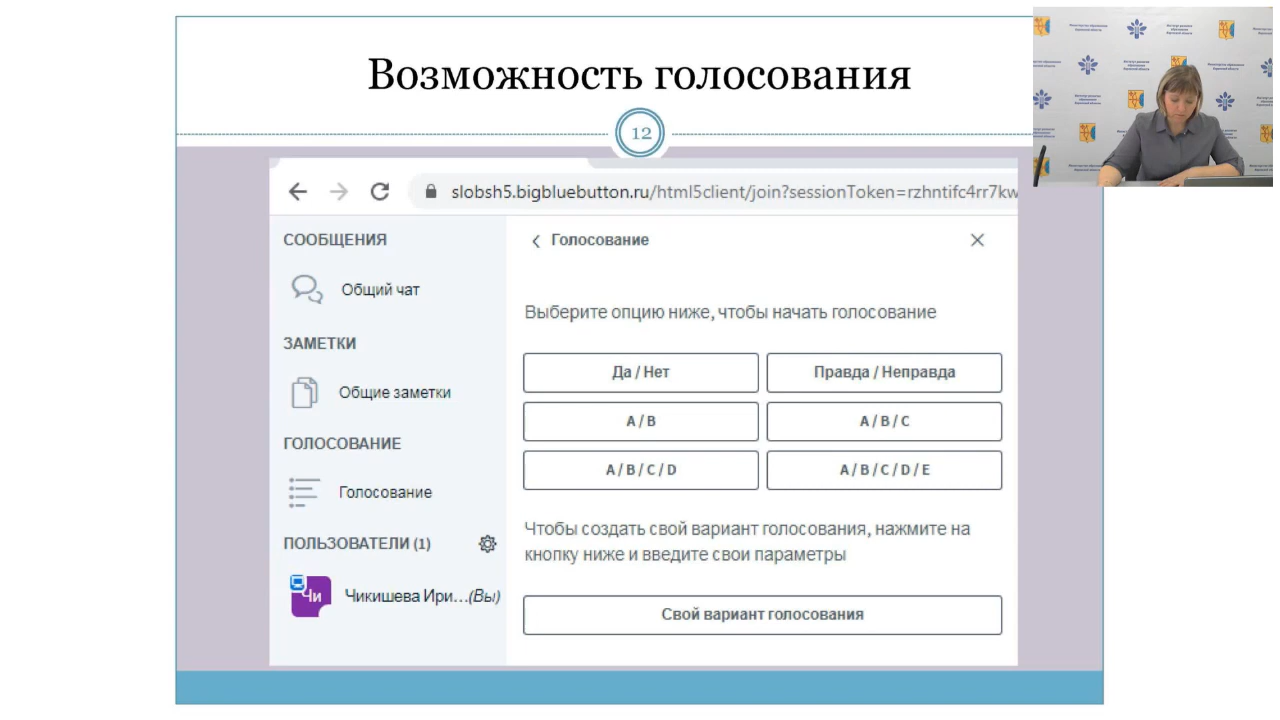 Возможность голосования
12
slobsh5.bigbluebutton.ru/html5client/join?sessionToken=rzhntifc4rr7kw
СООБЩЕНИЯ
Общий чат
ЗАМЕТКИ
Общие заметки
ГОЛОСОВАНИЕ
Голосование
ПОЛЬЗОВАТЕЛИ (1)
Чи
Чикишева Ири...(Вы)
Голосование
Выберите опцию ниже, чтобы начать голосование
Да / Нет
Правда / Неправда
A / B
A / B / C
A / B / C / D
A / B / C / D / E
Чтобы создать свой вариант голосования, нажмите на
кнопку ниже и введите свои параметры
Свой вариант голосования